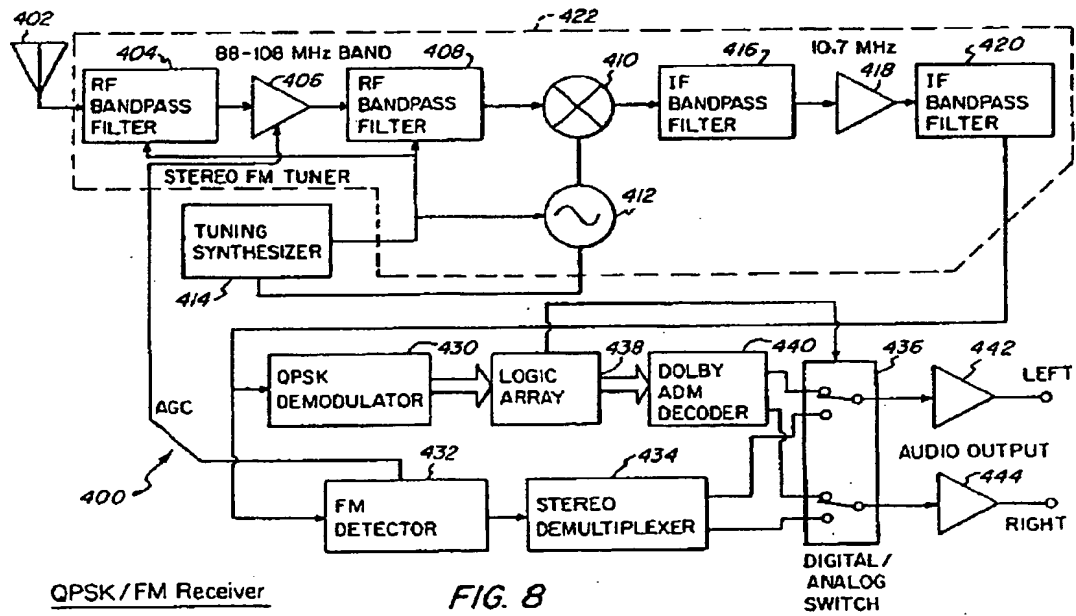 402
422
404
88-108 MHz BAND
408
10.7 MHz
420
406
410
416
418
RF
BANDPASS
FILTER
RF
BANDPASS
FILTER
IF
BANDPASS
FILTER
IF
BANDPASS
FILTER
STEREO FM TUNER
412
TUNING
SYNTHESIZER
414
430
438
440
436
442
QPSK
DEMODULATOR
LOGIC
ARRAY
DOLBY
ADM
DECODER
LEFT
AGC
400
432
434
AUDIO OUTPUT
444
FM
DETECTOR
STEREO
DEMULTIPLEXER
RIGHT
DIGITAL/
ANALOG
SWITCH
QPSK/FM Receiver
FIG. 8